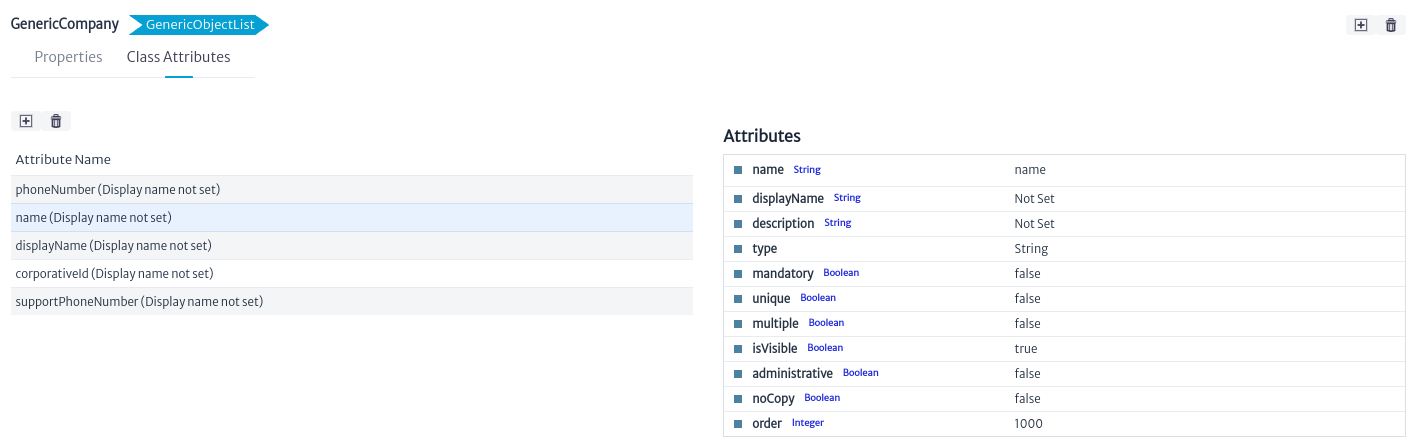 GenericCompany GenericObjectList
Properties Class Attributes
Attribute Name
phoneNumber (Display name not set)
name (Display name not set)
displayName (Display name not set)
corporativeId (Display name not set)
supportPhoneNumber (Display name not set)
Attributes
name String name
displayName String Not Set
description String Not Set
type String
mandatory Boolean false
unique Boolean false
multiple Boolean false
isVisible Boolean true
administrative Boolean false
noCopy Boolean false
order Integer 1000